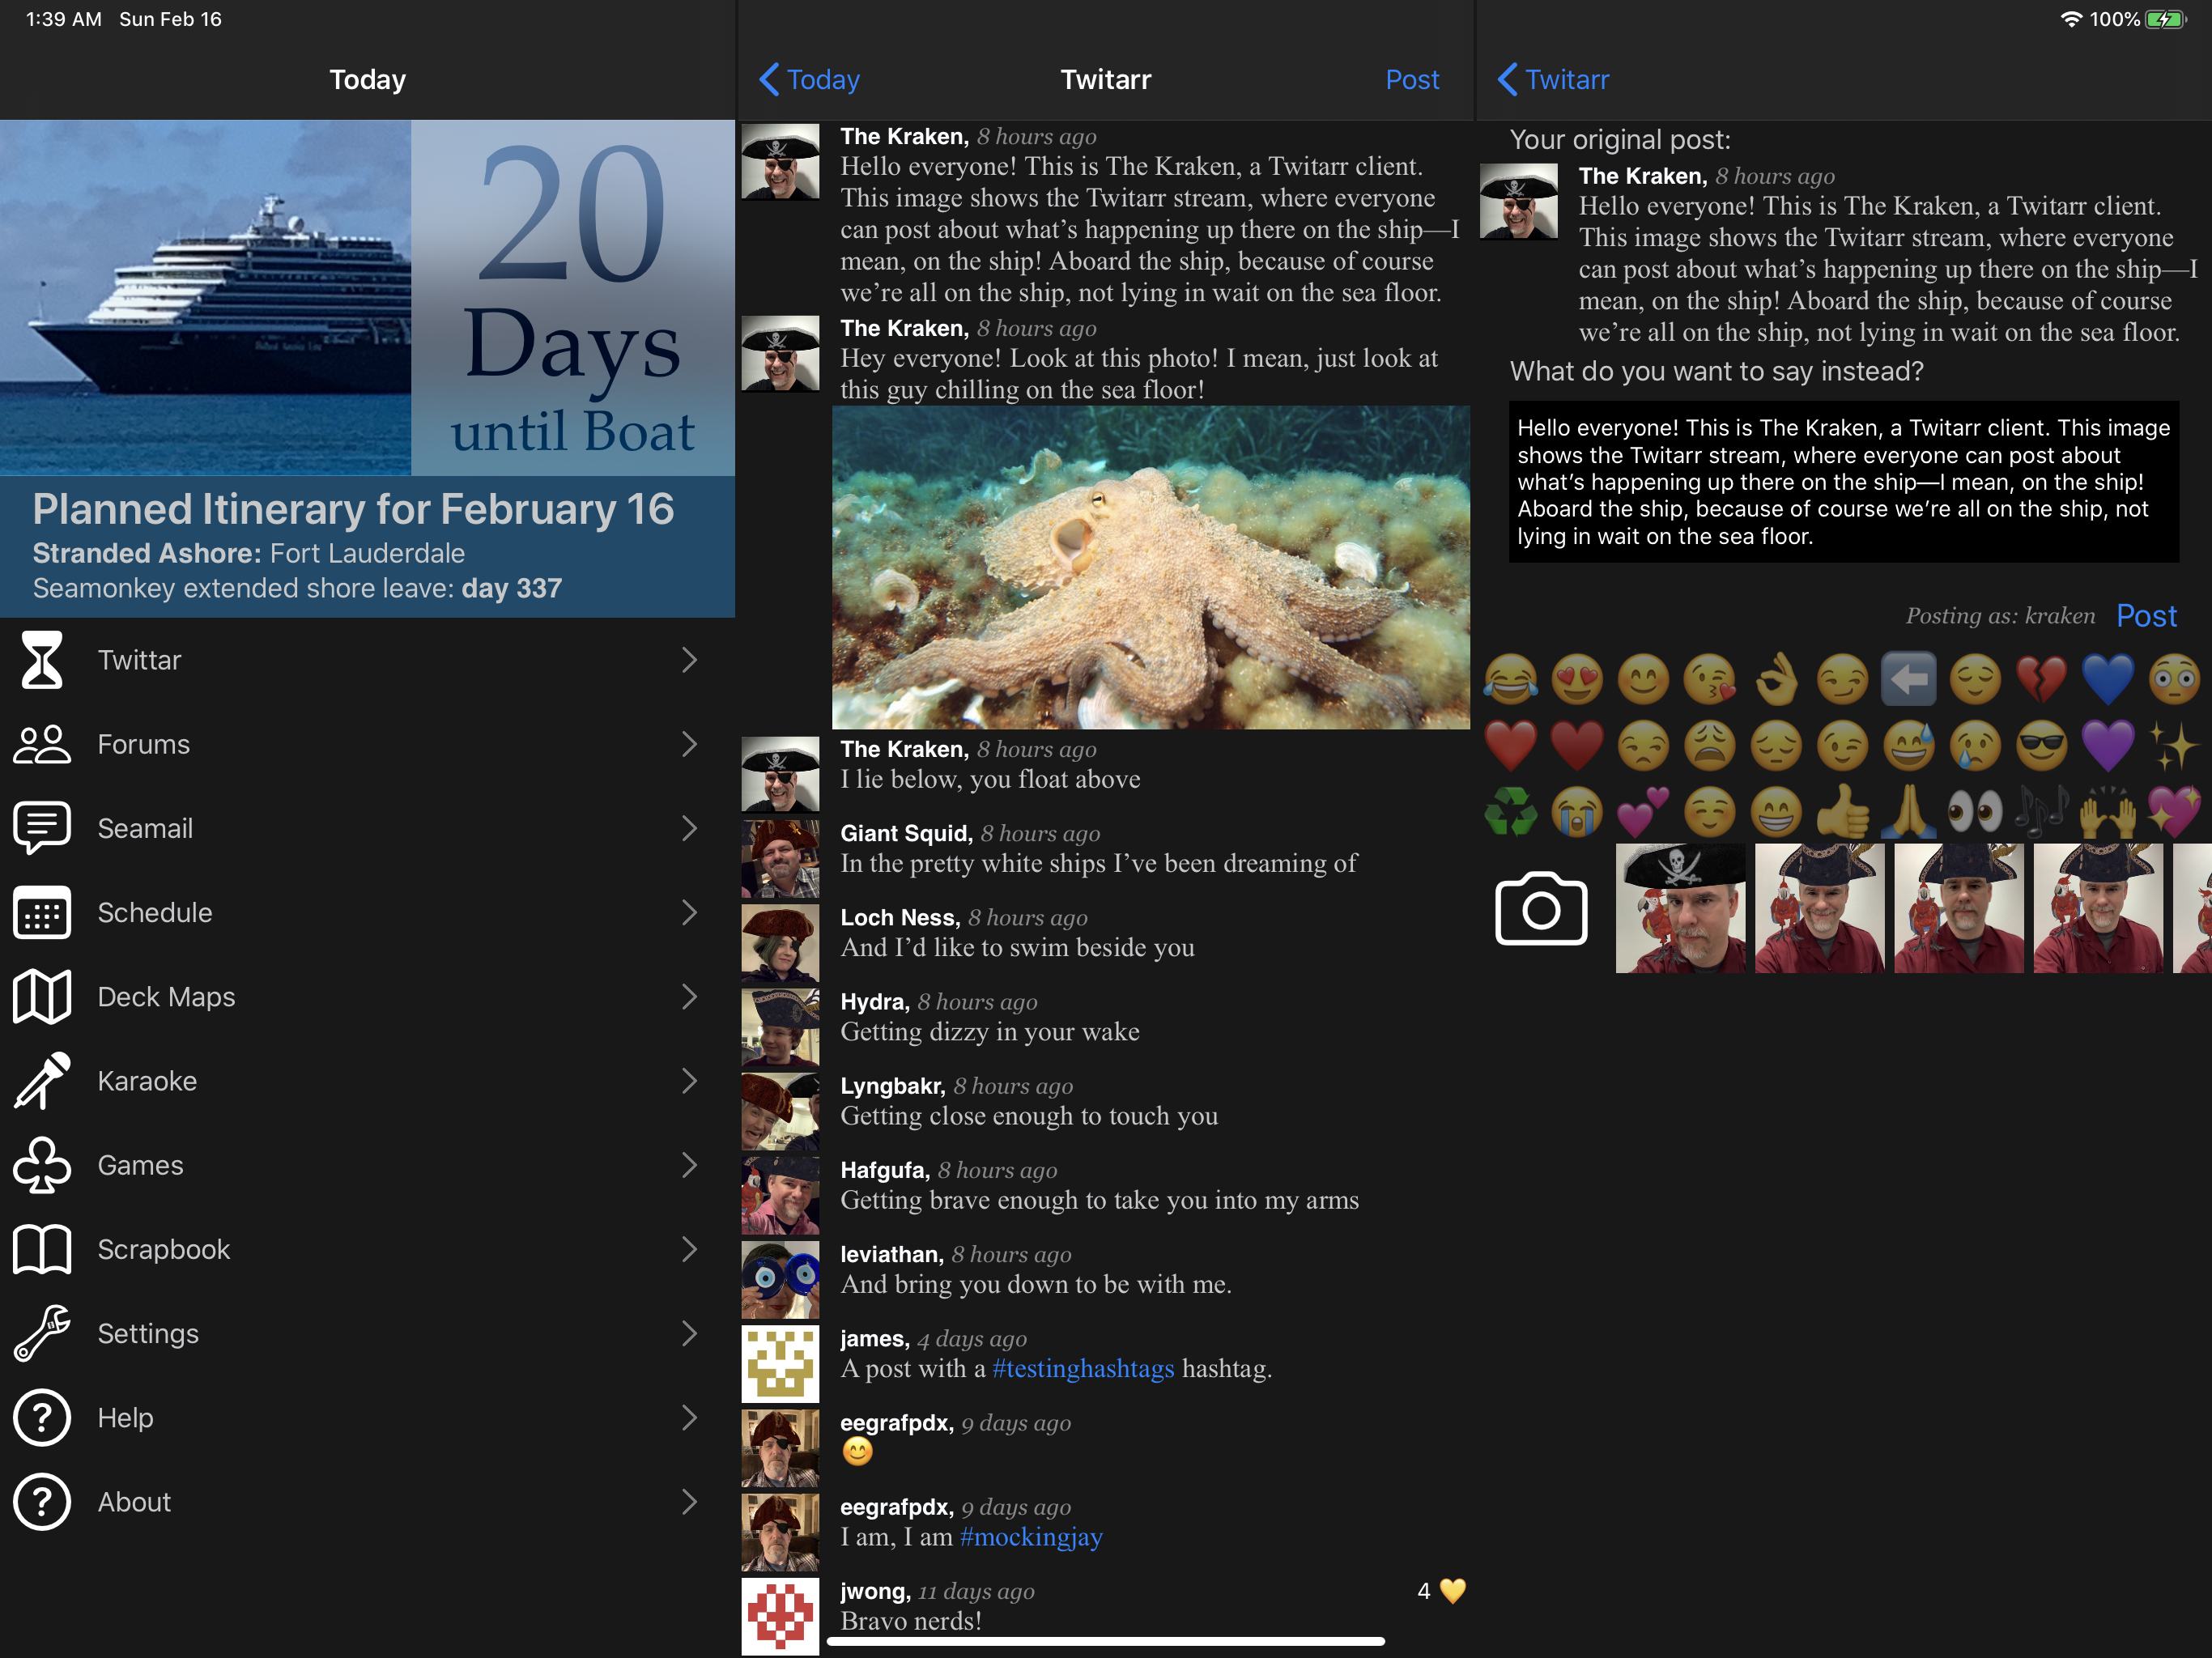 1:39 AM Sun Feb 16
100%
Today
20
Days
until Boat
Planned Itinerary for February 16
Stranded Ashore: Fort Lauderdale
Seamonkey extended shore leave: day 337
Twittar
Forums
Seamail
Schedule
Deck Maps
Karaoke
Games
Scrapbook
Settings
Help
About
Today
Twitarr
Post
The Kraken, 8 hours ago
Hello everyone! This is The Kraken, a Twitarr client.
This image shows the Twitarr stream, where everyone
can post about what’s happening up there on the ship—I
mean, on the ship! Aboard the ship, because of course
we’re all on the ship, not lying in wait on the sea floor.
The Kraken, 8 hours ago
Hey everyone! Look at this photo! I mean, just look at
this guy chilling on the sea floor!
The Kraken, 8 hours ago
I lie below, you float above
Giant Squid, 8 hours ago
In the pretty white ships I’ve been dreaming of
Loch Ness, 8 hours ago
And I’d like to swim beside you
Hydra, 8 hours ago
Getting dizzy in your wake
Lyngbakr, 8 hours ago
Getting close enough to touch you
Hafgufa, 8 hours ago
Getting brave enough to take you into my arms
leviathan, 8 hours ago
And bring you down to be with me.
james, 4 days ago
A post with a #testinghashtags hashtag.
eegrafpdx, 9 days ago
😊
eegrafpdx, 9 days ago
I am, I am #mockingjay
jwong, 11 days ago
4 💛
Bravo nerds!
Twitarr
Your original post:
The Kraken, 8 hours ago
Hello everyone! This is The Kraken, a Twitarr client.
This image shows the Twitarr stream, where everyone
can post about what’s happening up there on the ship—I
mean, on the ship! Aboard the ship, because of course
we’re all on the ship, not lying in wait on the sea floor.
What do you want to say instead?
Hello everyone! This is The Kraken, a Twitarr client. This image
shows the Twitarr stream, where everyone can post about
what’s happening up there on the ship—I mean, on the ship!
Aboard the ship, because of course we’re all on the ship, not
lying in wait on the sea floor.
Posting as: kraken Post